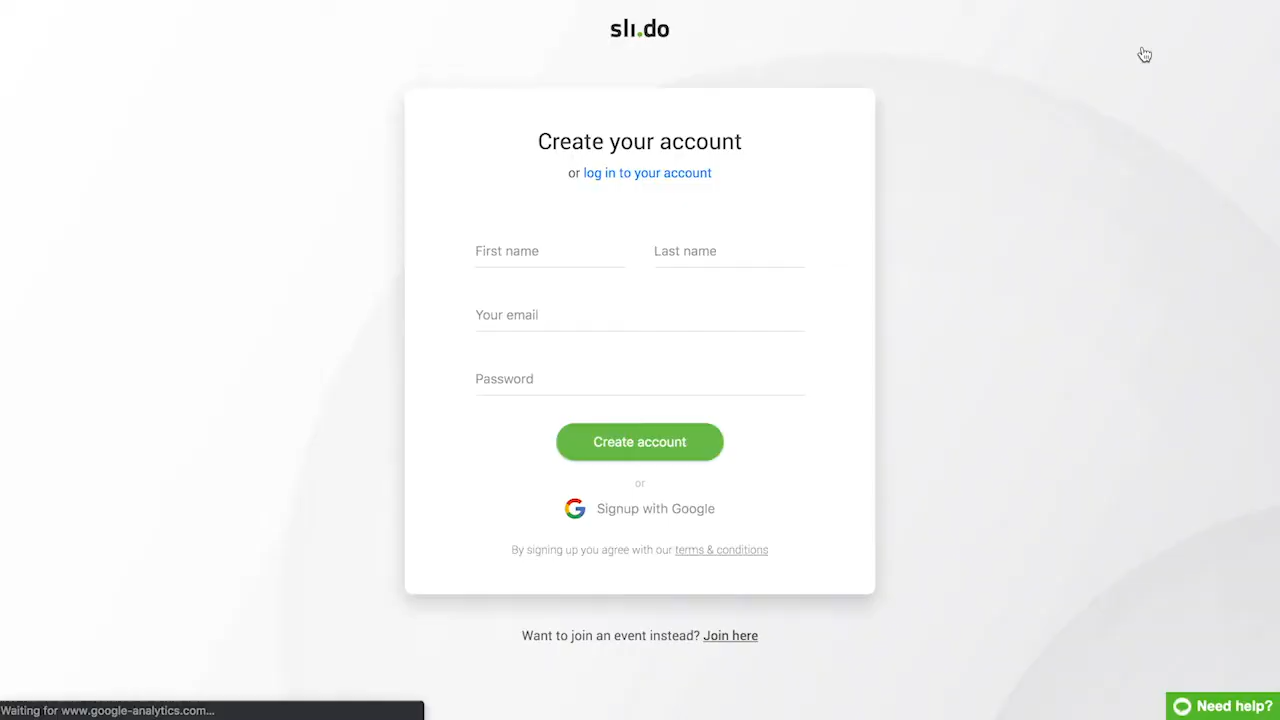 sli.do
Create your account
or log in to your account
First name Last name
Your email
Password
Create account
or
Signup with Google
By signing up you agree with our terms & conditions
Want to join an event instead? Join here
Waiting for www.google-analytics.com...
Need help?